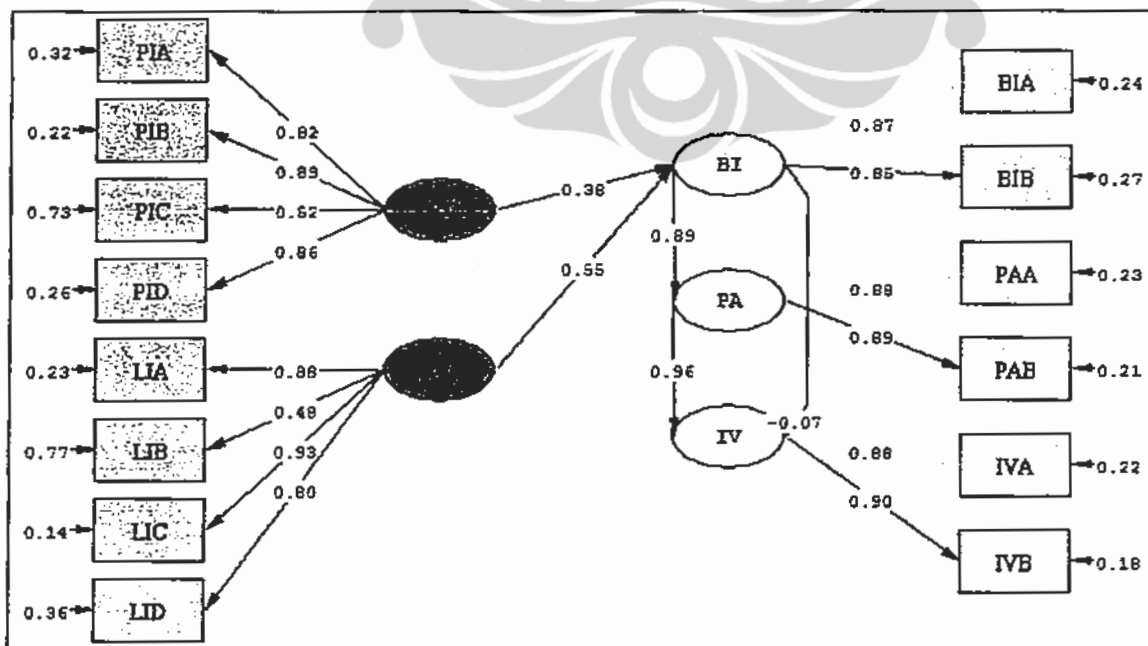 0.32 PIA
0.22 PIB
0.73 PIC
0.26 PID
0.23 LIA
0.77 LIB
0.14 LIC
0.36 LID
0.82
0.89
0.52
0.86
0.88
0.48
0.93
0.80
0.38
0.55
BI
0.89
PA
0.96
IV
-0.07
0.87
0.85
0.88
0.89
0.88
0.90
BIA 0.24
BIB 0.27
PAA 0.23
PAB 0.21
IVA 0.22
IVB 0.18